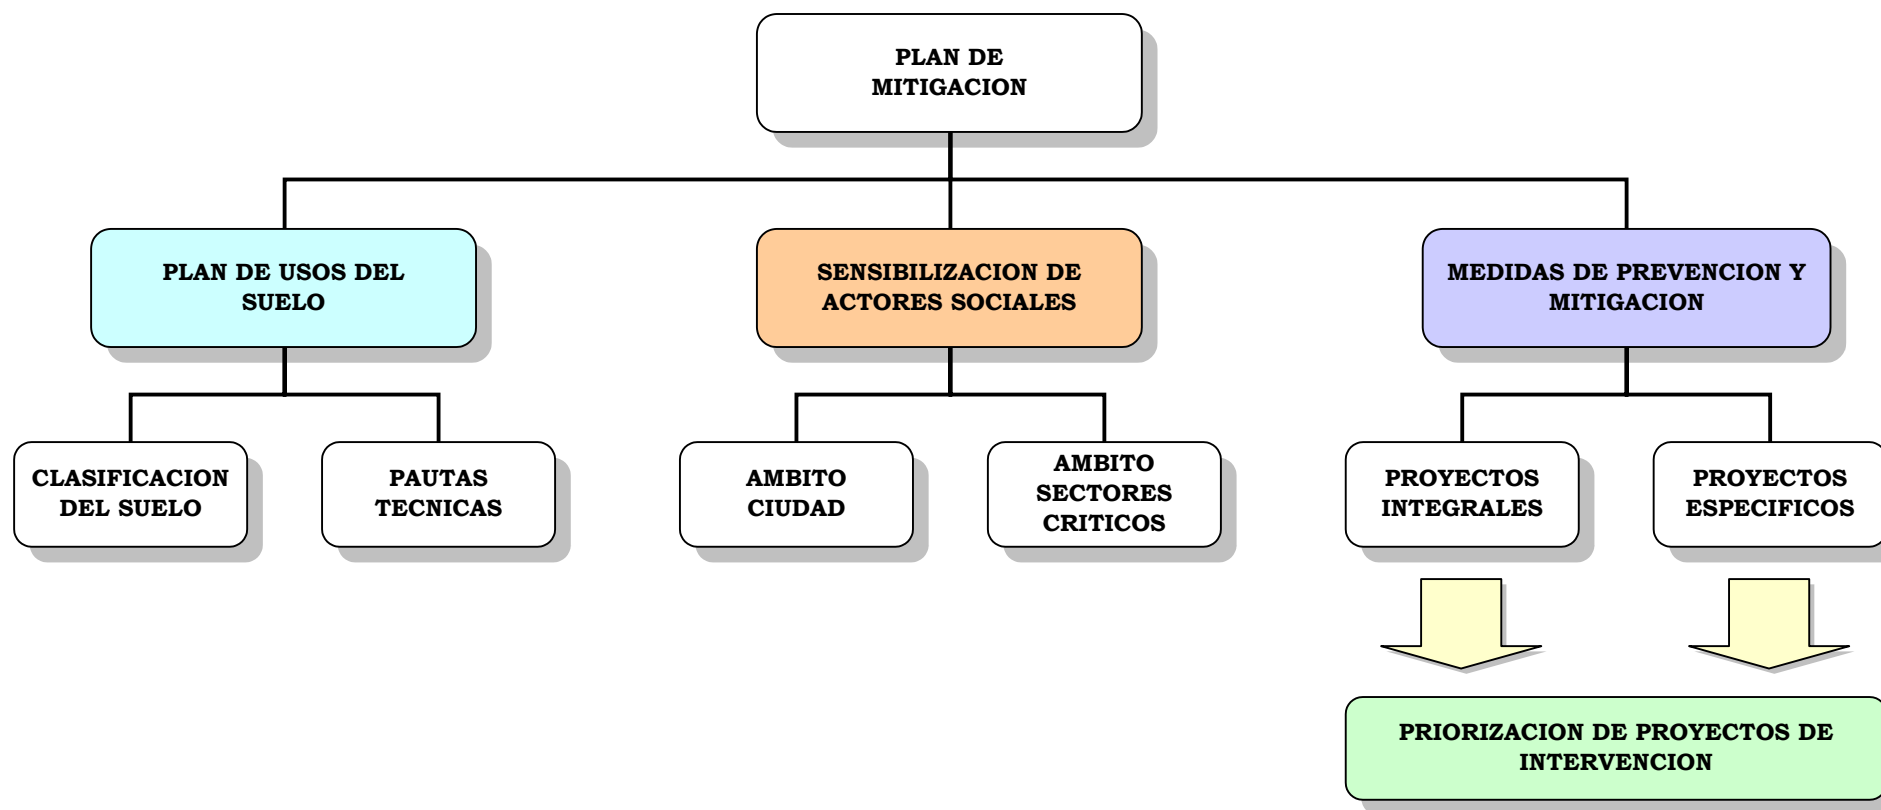 PLAN DE
MITIGACION
PLAN DE USOS DEL
SUELO
SENSIBILIZACION DE
ACTORES SOCIALES
MEDIDAS DE PREVENCION Y
MITIGACION
CLASIFICACION
DEL SUELO
PAUTAS
TECNICAS
AMBITO
CIUDAD
AMBITO
SECTORES
CRITICOS
PROYECTOS
INTEGRALES
PROYECTOS
ESPECIFICOS
PRIORIZACION DE PROYECTOS DE
INTERVENCION